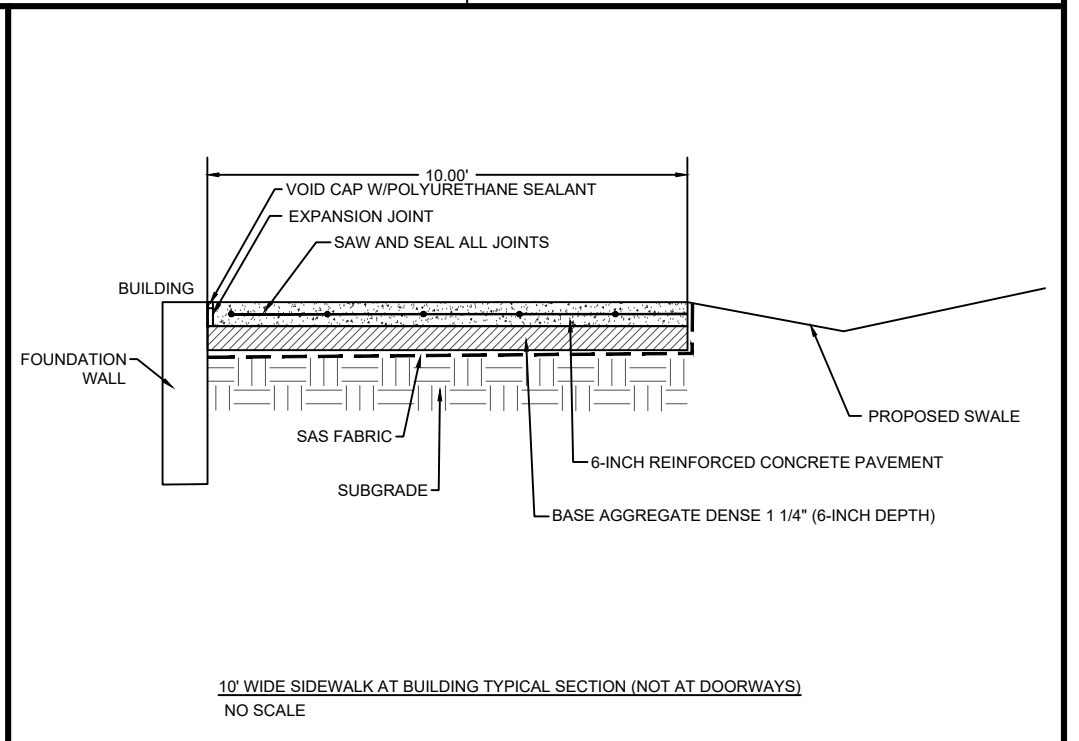 10.00'
VOID CAP W/POLYURETHANE SEALANT
EXPANSION JOINT
SAW AND SEAL ALL JOINTS
BUILDING
FOUNDATION
WALL
PROPOSED SWALE
SAS FABRIC
6-INCH REINFORCED CONCRETE PAVEMENT
SUBGRADE
BASE AGGREGATE DENSE 1 1/4" (6-INCH DEPTH)
10' WIDE SIDEWALK AT BUILDING TYPICAL SECTION (NOT AT DOORWAYS)
NO SCALE